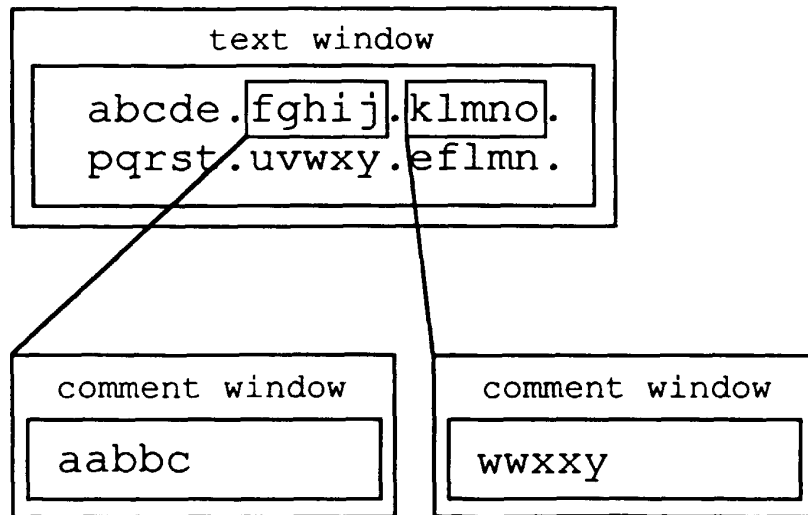 text window
abcde.fghij.klmno.
pqrst.uvwxy.eflmn.
comment window
aabbc
comment window
wwxxy